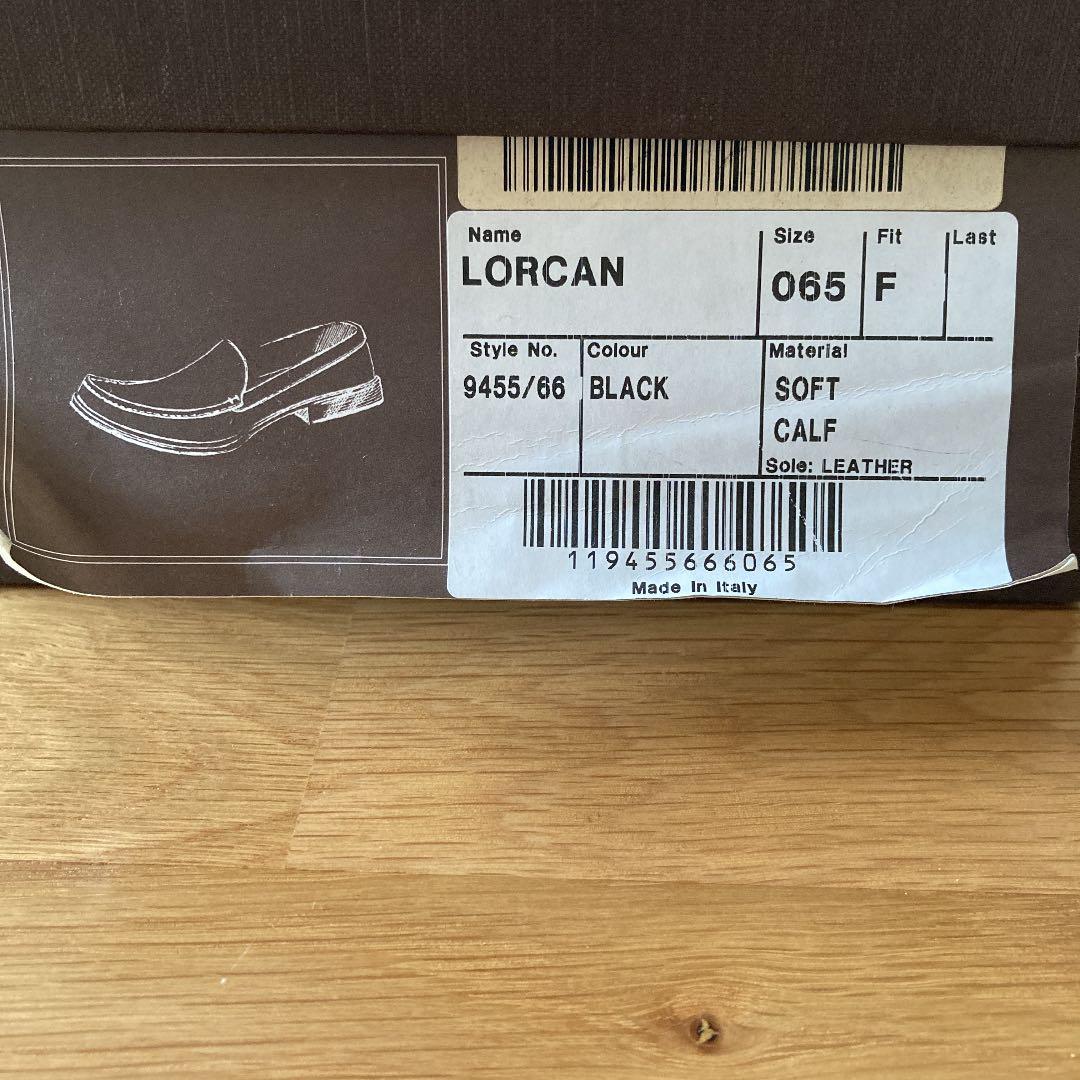 Name
LORCAN
Size
065
Fit
F
Last
Style No.
9455/66
Colour
BLACK
Material
SOFT
CALF
Sole: LEATHER
119455666065
Made in Italy